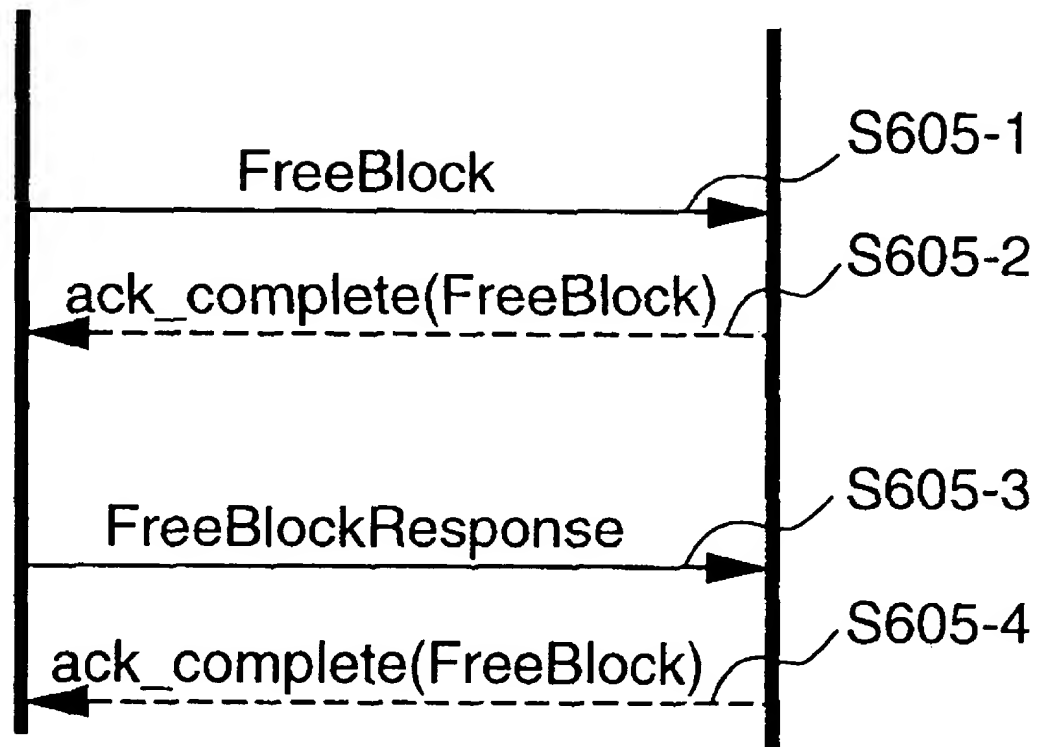 S605-1
FreeBlock
S605-2
ack_complete(FreeBlock)
S605-3
FreeBlockResponse
S605-4
ack_complete(FreeBlock)